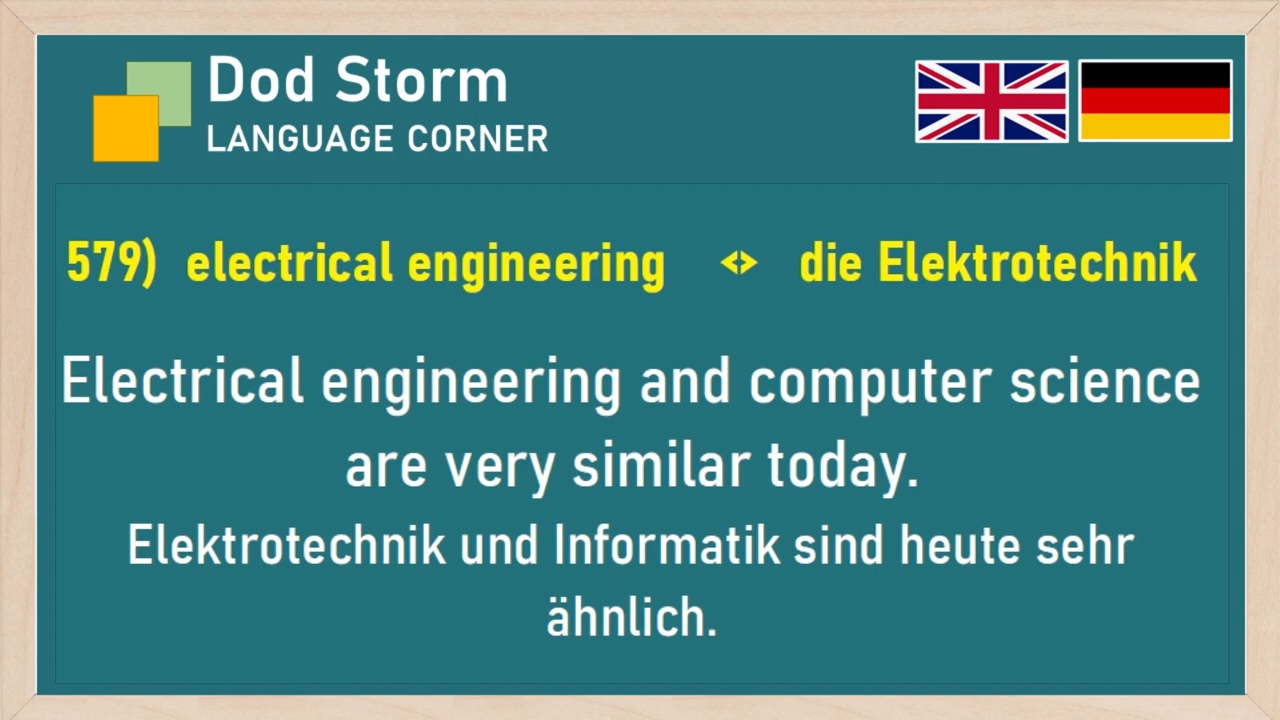 Dod Storm
LANGUAGE CORNER
579) electrical engineering <> die Elektrotechnik
Electrical engineering and computer science
are very similar today.
Elektrotechnik und Informatik sind heute sehr
ähnlich.